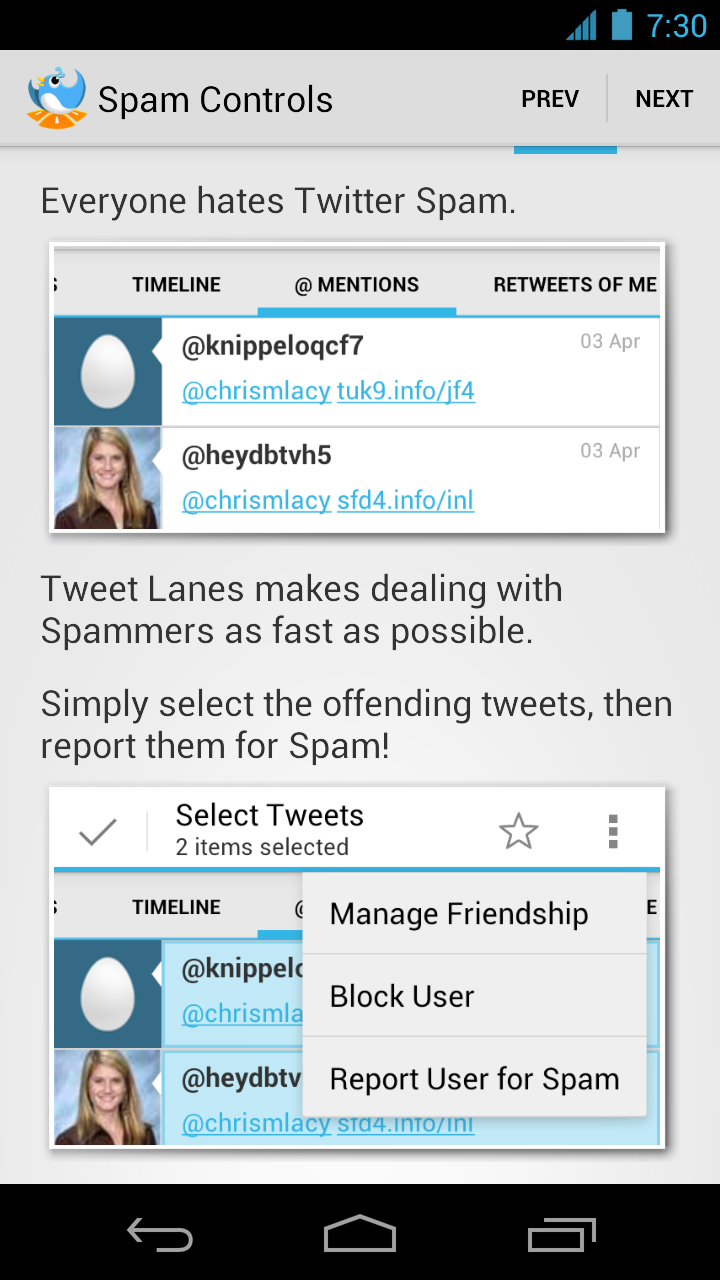 7:30
Spam Controls
PREV
NEXT
Everyone hates Twitter Spam.
S TIMELINE @ MENTIONS RETWEETS OF ME
@knippeloqcf7 03 Apr
@chrismlacy tuk9.info/jf4
@heydbtvh5 03 Apr
@chrismlacy sfd4.info/inl
Tweet Lanes makes dealing with
Spammers as fast as possible.
Simply select the offending tweets, then
report them for Spam!
Select Tweets
2 items selected
S TIMELINE @ E
Manage Friendship
@knippelo
Block User
@chrismla
@heydbtv
Report User for Spam
@chrismlacy sfd4.info/inl